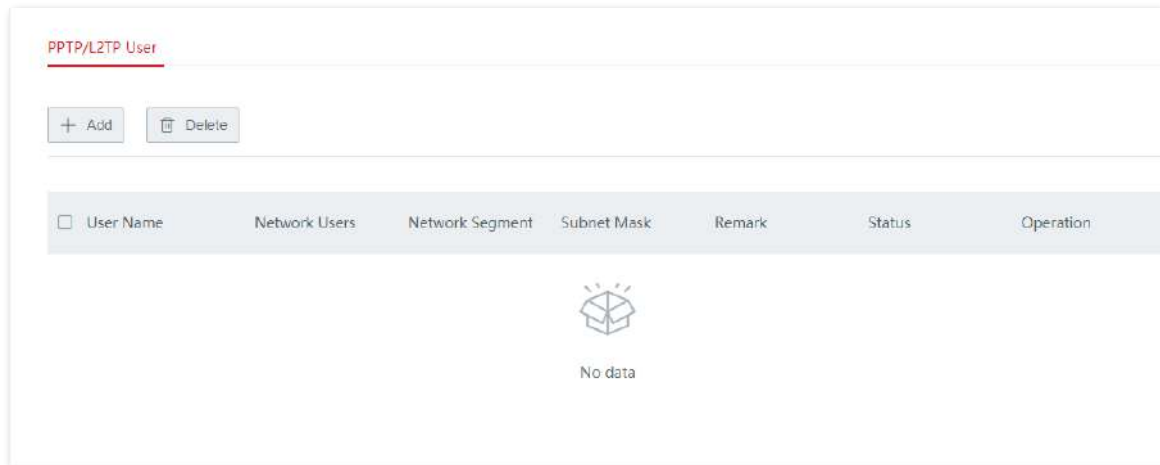 PPTP/L2TP User
+ Add Delete
User Name Network Users Network Segment Subnet Mask Remark Status Operation
No data